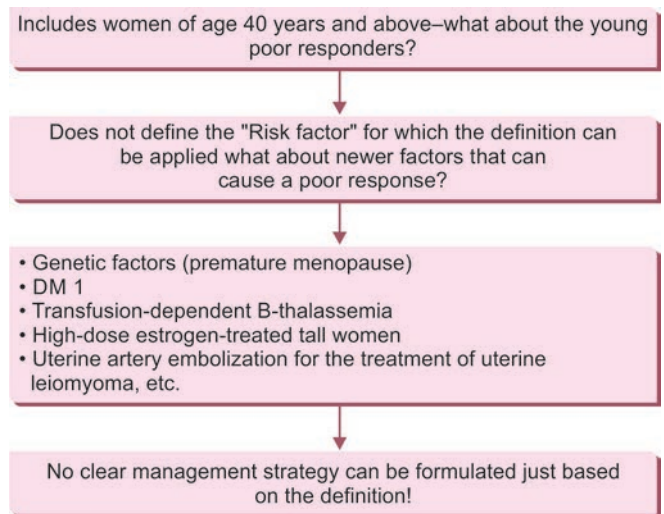 Includes women of age 40 years and above–what about the young
poor responders?
Does not define the "Risk factor" for which the definition can
be applied what about newer factors that can
cause a poor response?
• Genetic factors (premature menopause)
• DM 1
• Transfusion-dependent B-thalassemia
• High-dose estrogen-treated tall women
• Uterine artery embolization for the treatment of uterine
leiomyoma, etc.
No clear management strategy can be formulated just based
on the definition!